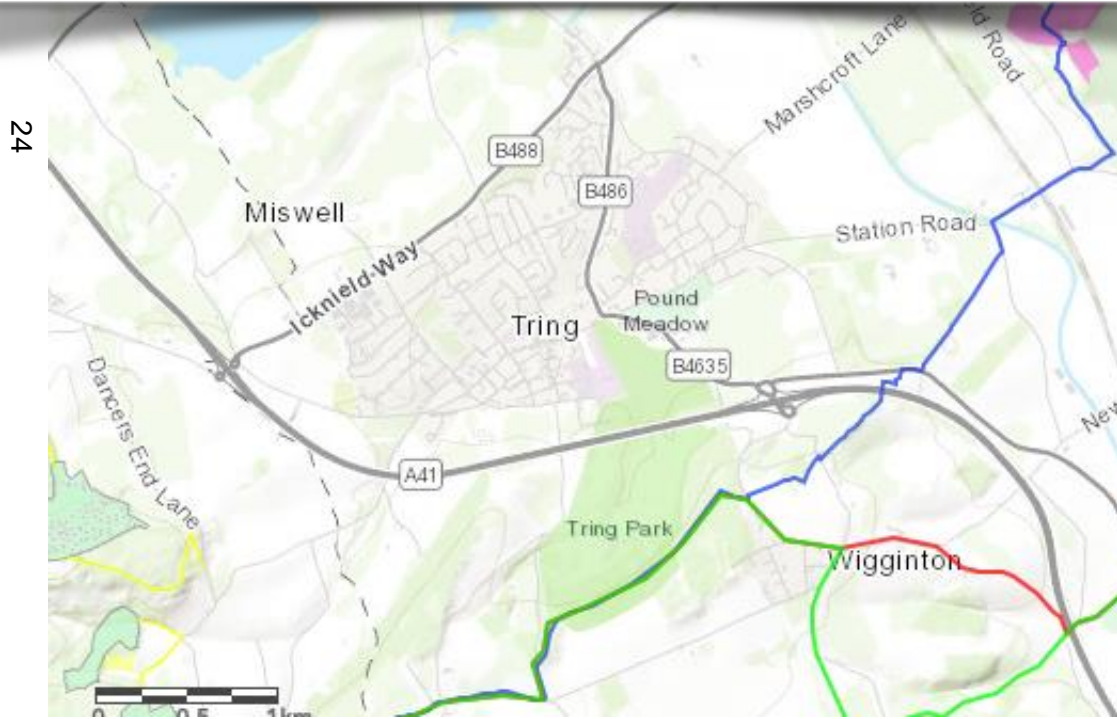 24
Marshcroft Lane
ld Road
B488
B486
Miswell
Station Road
Icknield Way
Pound
Meadow
Tring
B4635
Dancers End Lane
A41
New
Tring Park
Wigginton
0 0.5 1km